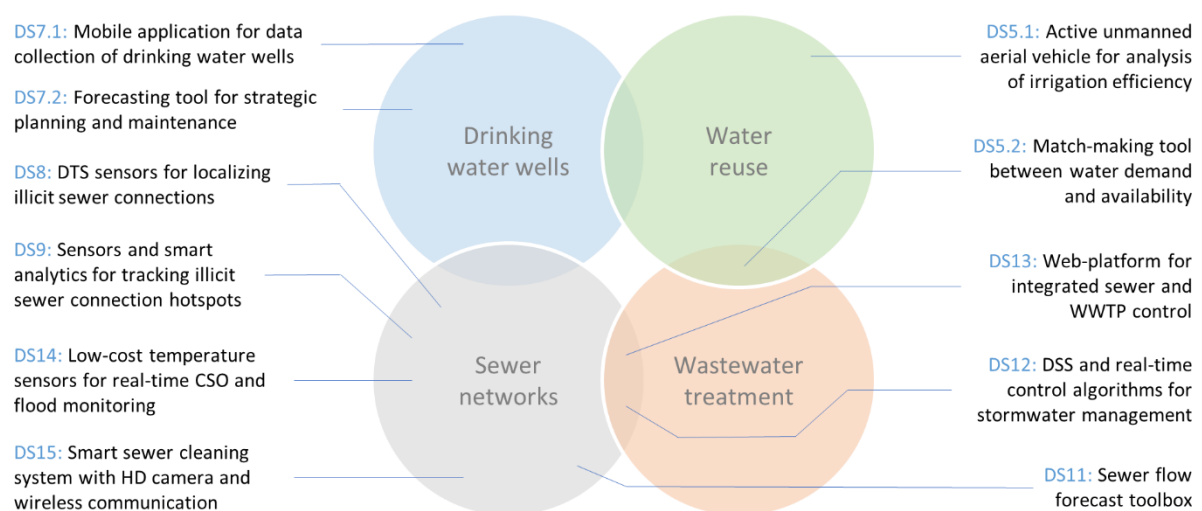 DS7.1: Mobile application for data
collection of drinking water wells
DS7.2: Forecasting tool for strategic
planning and maintenance
DS8: DTS sensors for localizing
illicit sewer connections
DS9: Sensors and smart
analytics for tracking illicit
sewer connection hotspots
DS14: Low-cost temperature
sensors for real-time CSO and
flood monitoring
DS15: Smart sewer cleaning
system with HD camera and
wireless communication
Drinking
water wells
Water
reuse
Sewer
networks
Wastewater
treatment
DS5.1: Active unmanned
aerial vehicle for analysis
of irrigation efficiency
DS5.2: Match-making tool
between water demand
and availability
DS13: Web-platform for
integrated sewer and
WWTP control
DS12: DSS and real-time
control algorithms for
stormwater management
DS11: Sewer flow
forecast toolbox